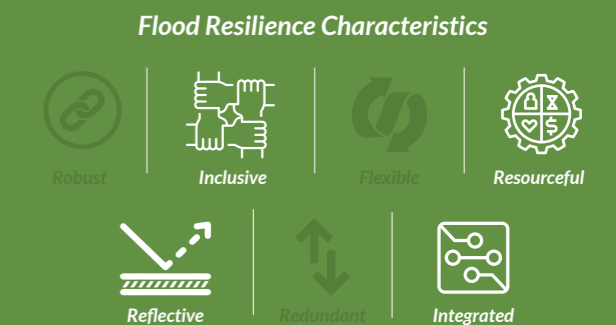 Flood Resilience Characteristics
Robust
Inclusive
Flexible
Resourceful
Reflective
Redundant
Integrated